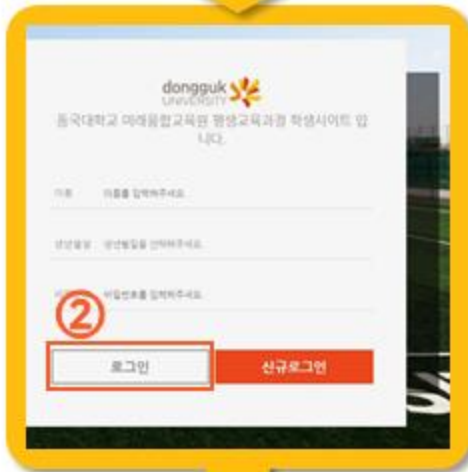 dongguk
UNIVERSITY
동국대학교 미래융합교육원 평생교육과정 학생사이트 입
니다.
이름 이름을 입력해주세요
생년월일 생년월일을 선택해주세요
비밀번호를 입력해주세요
②
로그인 신규로그인